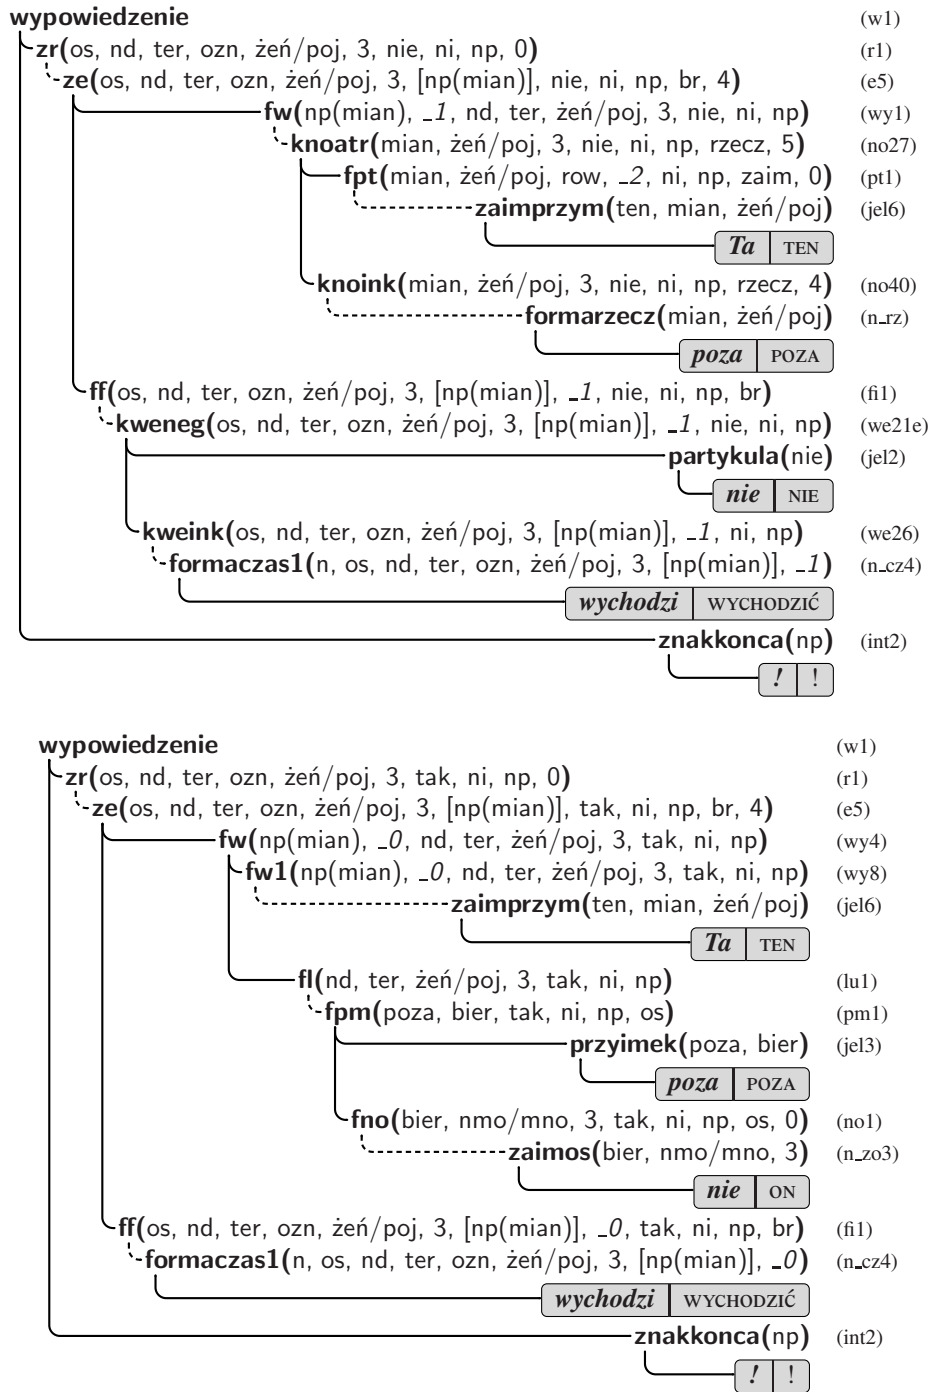 wypowiedzenie (w1)
zr(os, nd, ter, ozn, żeń/poj, 3, nie, ni, np, 0) (r1)
ze(os, nd, ter, ozn, żeń/poj, 3, [np(mian)], nie, ni, np, br, 4) (e5)
fw(np(mian), _1, nd, ter, żeń/poj, 3, nie, ni, np) (wy1)
knoatr(mian, żeń/poj, 3, nie, ni, np, rzecz, 5) (no27)
fpt(mian, żeń/poj, row, _2, ni, np, zaim, 0) (pt1)
zaimprzym(ten, mian, żeń/poj) (jel6)
Ta TEN
knoink(mian, żeń/poj, 3, nie, ni, np, rzecz, 4) (no40)
formarzecz(mian, żeń/poj) (n_rz)
poza POZA
ff(os, nd, ter, ozn, żeń/poj, 3, [np(mian)], _1, nie, ni, np, br) (fi1)
kweneg(os, nd, ter, ozn, żeń/poj, 3, [np(mian)], _1, nie, ni, np) (we21e)
partykula(nie) (jel2)
nie NIE
kweink(os, nd, ter, ozn, żeń/poj, 3, [np(mian)], _1, ni, np) (we26)
formaczas1(n, os, nd, ter, ozn, żeń/poj, 3, [np(mian)], _1) (n_cz4)
wychodzi WYCHODZIĆ
znakkonca(np) (int2)
! !
wypowiedzenie (w1)
zr(os, nd, ter, ozn, żeń/poj, 3, tak, ni, np, 0) (r1)
ze(os, nd, ter, ozn, żeń/poj, 3, [np(mian)], tak, ni, np, br, 4) (e5)
fw(np(mian), _0, nd, ter, żeń/poj, 3, tak, ni, np) (wy4)
fw1(np(mian), _0, nd, ter, żeń/poj, 3, tak, ni, np) (wy8)
zaimprzym(ten, mian, żeń/poj) (jel6)
Ta TEN
fl(nd, ter, żeń/poj, 3, tak, ni, np) (lu1)
fpm(poza, bier, tak, ni, np, os) (pm1)
przyimek(poza, bier) (jel3)
poza POZA
fno(bier, nmo/mno, 3, tak, ni, np, os, 0) (no1)
zaimos(bier, nmo/mno, 3) (n_zo3)
nie ON
ff(os, nd, ter, ozn, żeń/poj, 3, [np(mian)], _0, tak, ni, np, br) (fi1)
formaczas1(n, os, nd, ter, ozn, żeń/poj, 3, [np(mian)], _0) (n_cz4)
wychodzi WYCHODZIĆ
znakkonca(np) (int2)
! !